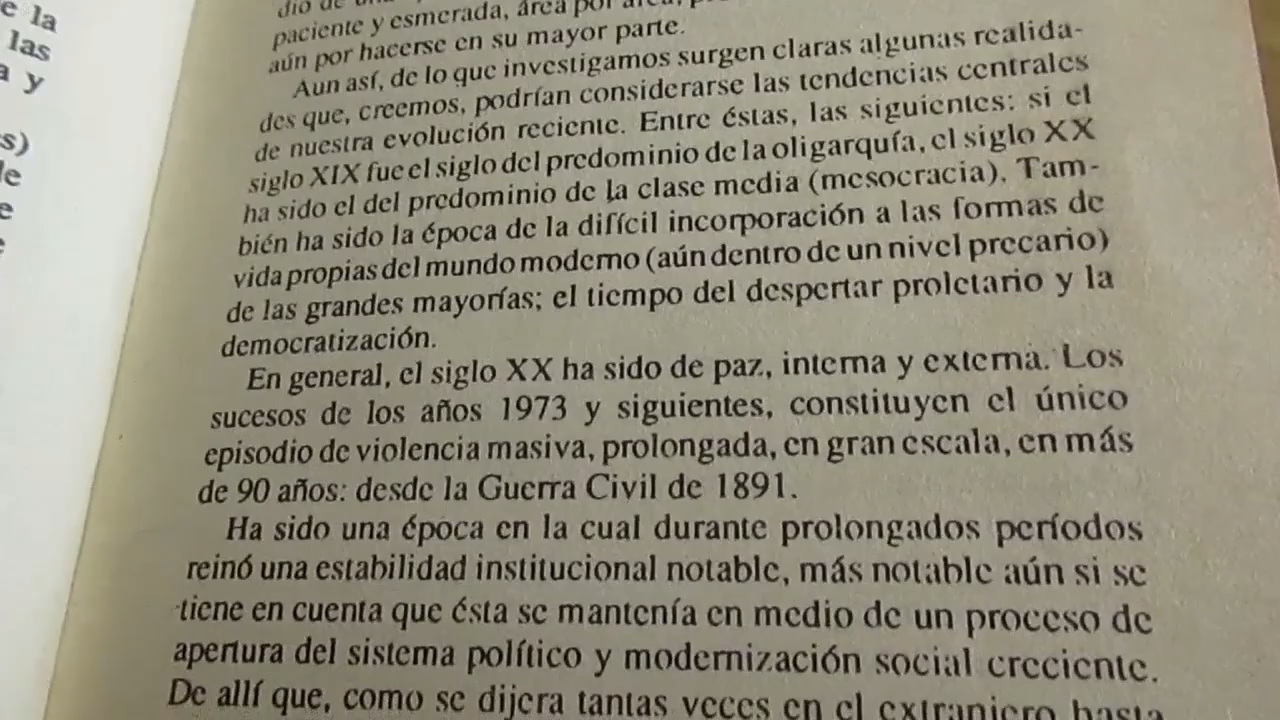 e la
las
a y
s)
de
e
dio de una
paciente y esmerada, área por área,
aún por hacerse en su mayor parte.
Aun así, de lo que investigamos surgen claras algunas realida-
des que, creemos, podrían considerarse las tendencias centrales
de nuestra evolución reciente. Entre éstas, las siguientes: si el
siglo XIX fue el siglo del predominio de la oligarquía, el siglo XX
ha sido el del predominio de la clase media (mesocracia). Tam-
bién ha sido la época de la difícil incorporación a las formas de
vida propias del mundo moderno (aún dentro de un nivel precario)
de las grandes mayorías; el tiempo del despertar proletario y la
democratización.
En general, el siglo XX ha sido de paz, interna y externa. Los
sucesos de los años 1973 y siguientes, constituyen el único
episodio de violencia masiva, prolongada, en gran escala, en más
de 90 años: desde la Guerra Civil de 1891.
Ha sido una época en la cual durante prolongados períodos
reinó una estabilidad institucional notable, más notable aún si se
tiene en cuenta que ésta se mantenía en medio de un proceso de
apertura del sistema político y modernización social creciente.
De allí que, como se dijera tantas veces en el extranjero hasta